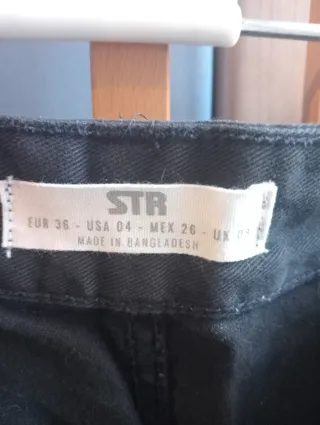 STR
EUR 36 - USA 04 - MEX 26 - UK
MADE IN BANGLADESH